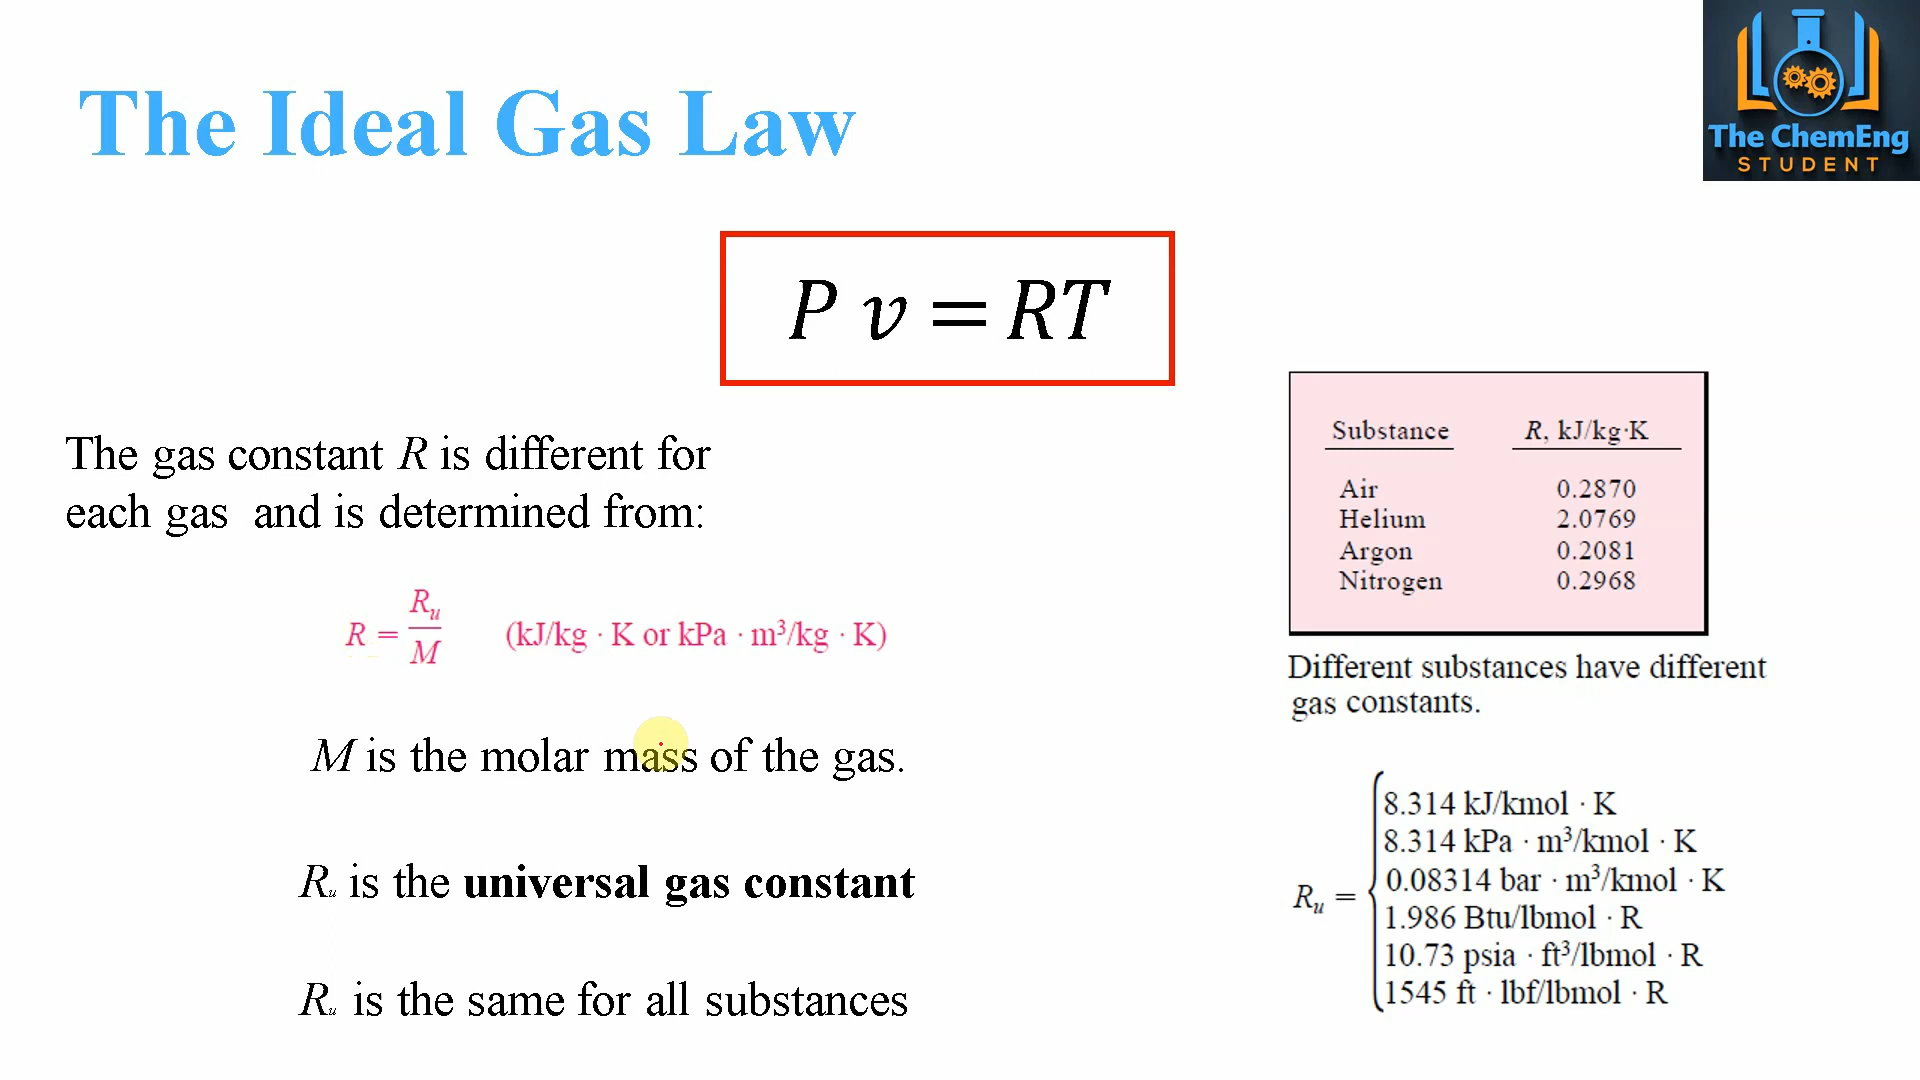 The ChemEng
STUDENT
The Ideal Gas Law
P v = RT
The gas constant R is different for
each gas and is determined from:
R = Ru/M (kJ/kg · K or kPa · m³/kg · K)
M is the molar mass of the gas.
Ru is the universal gas constant
Ru is the same for all substances
Substance R, kJ/kg·K
Air 0.2870
Helium 2.0769
Argon 0.2081
Nitrogen 0.2968
Different substances have different
gas constants.
Ru =
8.314 kJ/kmol · K
8.314 kPa · m³/kmol · K
0.08314 bar · m³/kmol · K
1.986 Btu/lbmol · R
10.73 psia · ft³/lbmol · R
1545 ft · lbf/lbmol · R